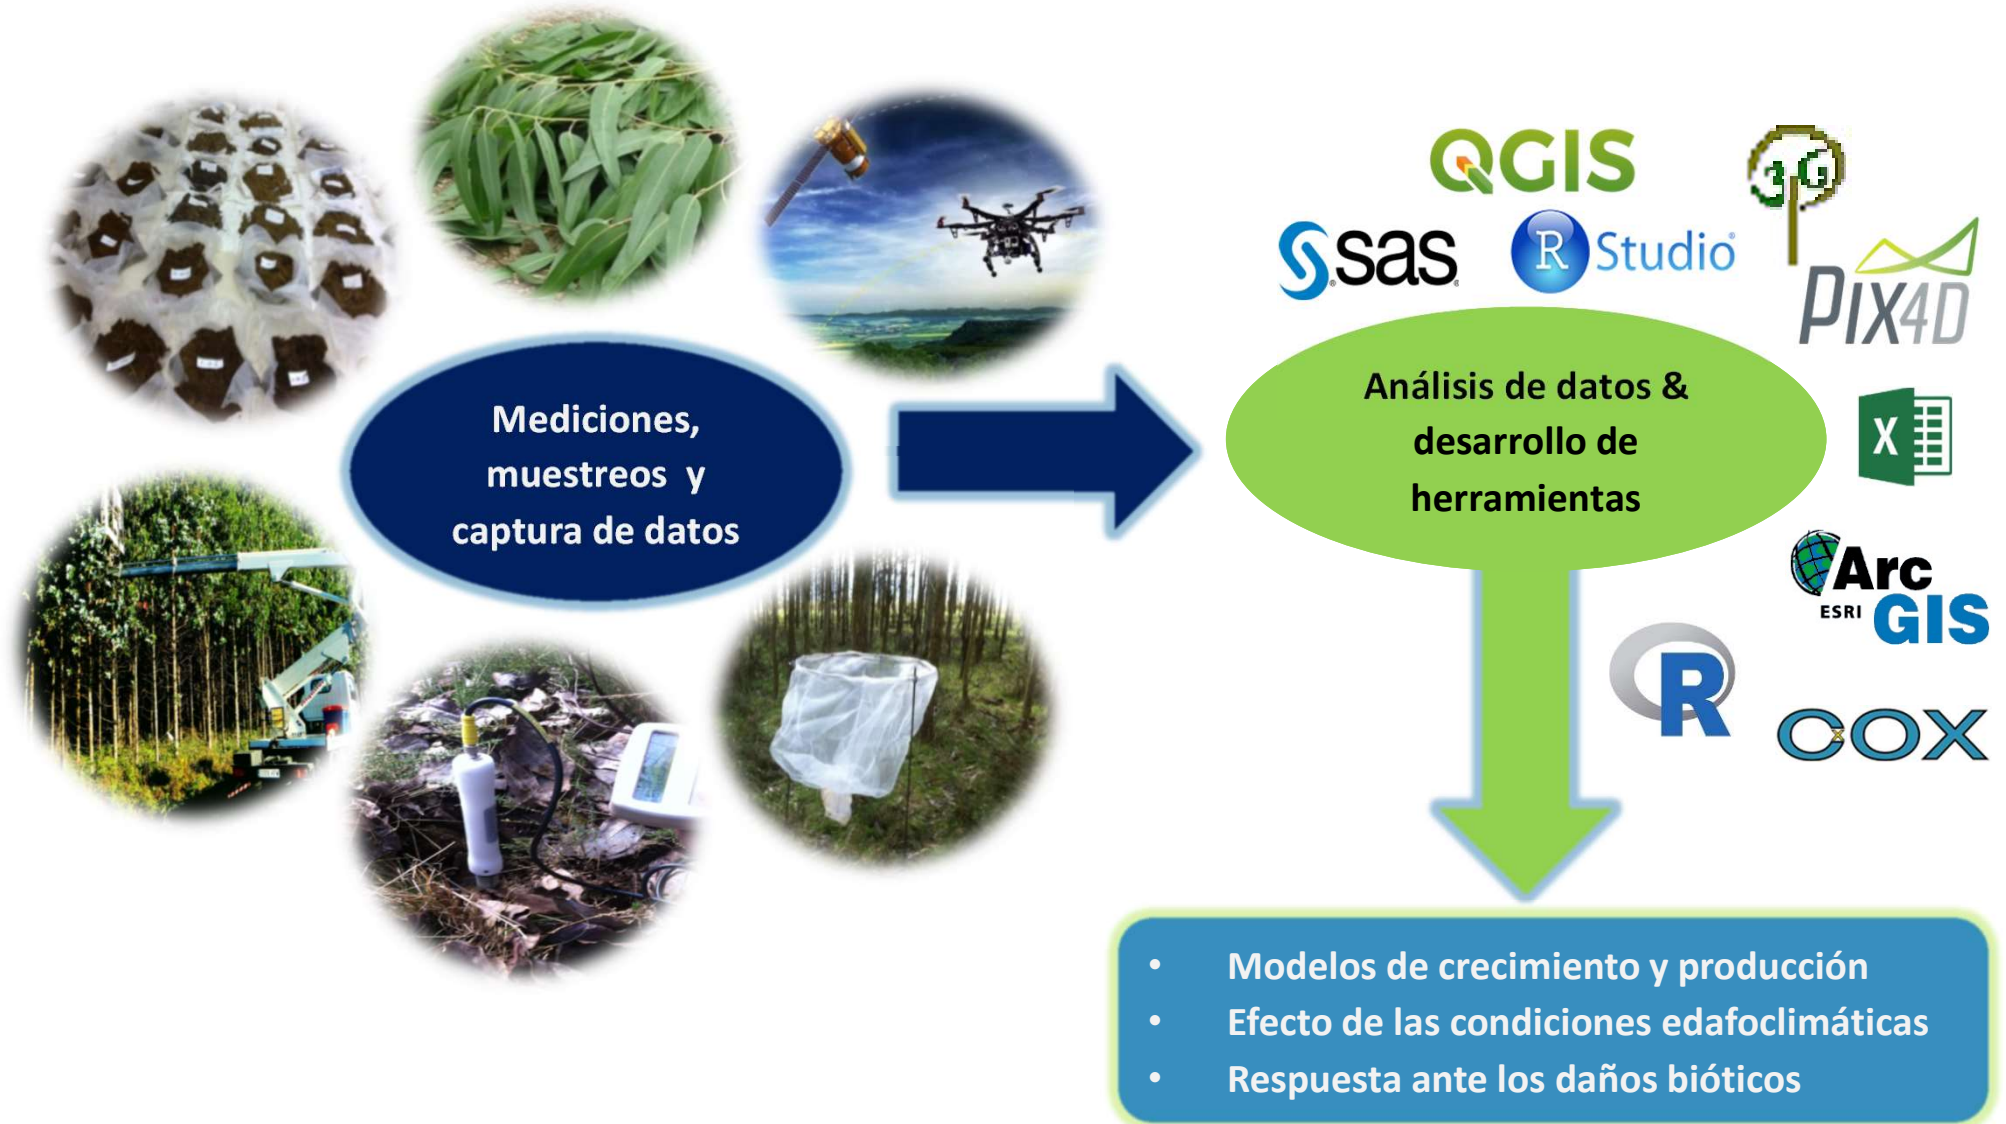 Mediciones,
muestreos y
captura de datos
QGIS
3G
sas
R Studio
PIX4D
Análisis de datos &
desarrollo de
herramientas
X
Arc
ESRI GIS
R
COX
• Modelos de crecimiento y producción
• Efecto de las condiciones edafoclimáticas
• Respuesta ante los daños bióticos